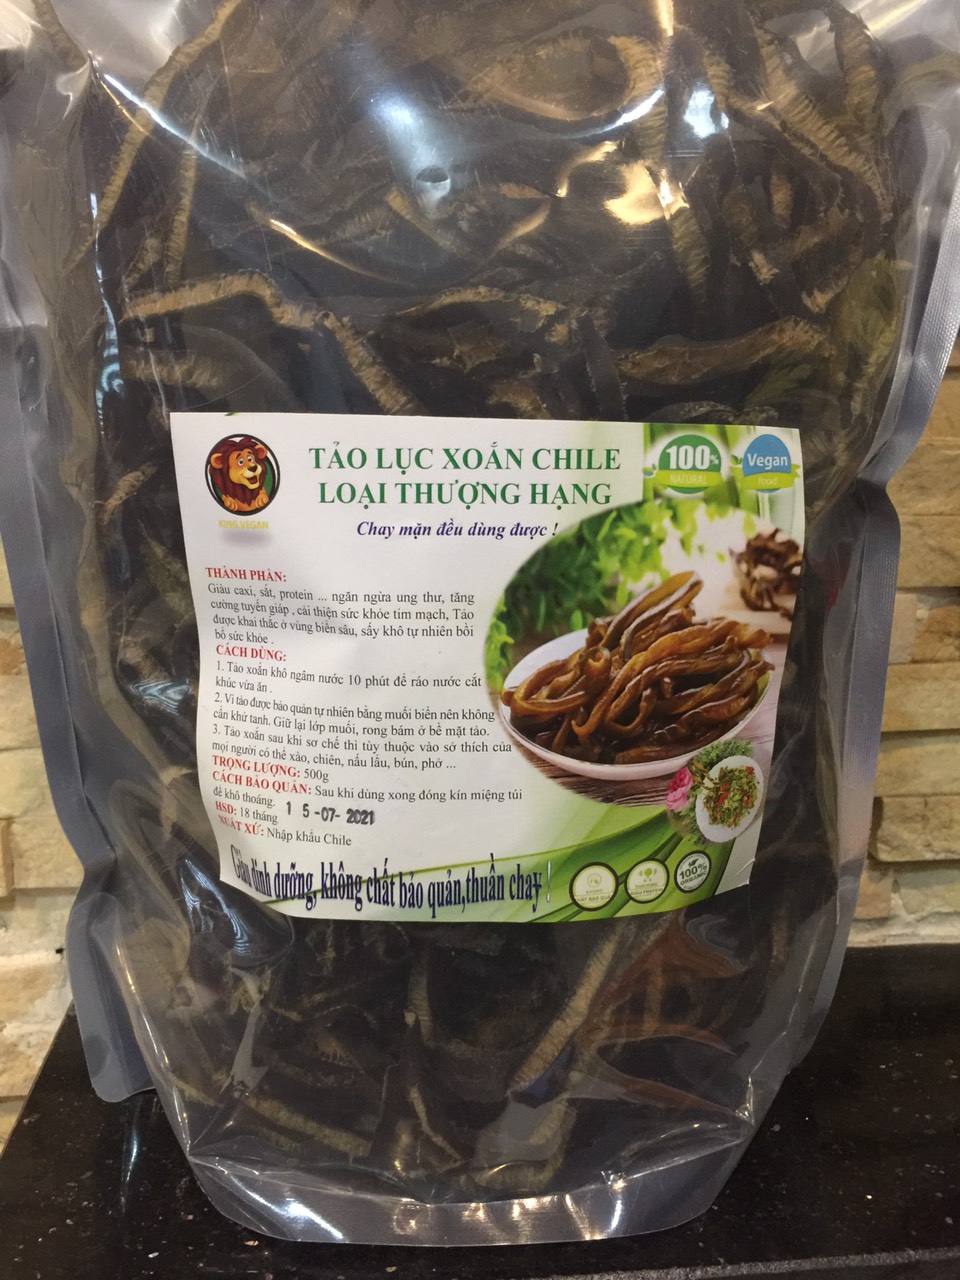 TẢO LỤC XOẮN CHILE
LOẠI THƯỢNG HẠNG
Chay mặn đều dùng được !
100%
NATURAL
Vegan
food
KING VEGAN
THÀNH PHẦN:
Giàu caxi, sắt, protein ... ngăn ngừa ung thư, tăng
cường tuyến giáp , cải thiện sức khỏe tim mạch, Tảo
được khai thác ở vùng biển sâu, sấy khô tự nhiên bồi
bổ sức khỏe .
CÁCH DÙNG:
1. Tảo xoắn khô ngâm nước 10 phút để ráo nước cắt
khúc vừa ăn .
2. Vì tảo được bảo quản tự nhiên bằng muối biển nên không
cần khử tanh. Giữ lại lớp muối, rong bám ở bề mặt tảo.
3. Tảo xoắn sau khi sơ chế thì tùy thuộc vào sở thích của
mọi người có thể xào, chiên, nấu lẩu, bún, phở ...
TRỌNG LƯỢNG: 500g
CÁCH BẢO QUẢN: Sau khi dùng xong đóng kín miệng túi
để khô thoáng.
HSD: 18 tháng 1 5-07- 2021
XUẤT XỨ: Nhập khẩu Chile
Giàu dinh dưỡng, không chất bảo quản,thuần chay !
100%
ORGANIC